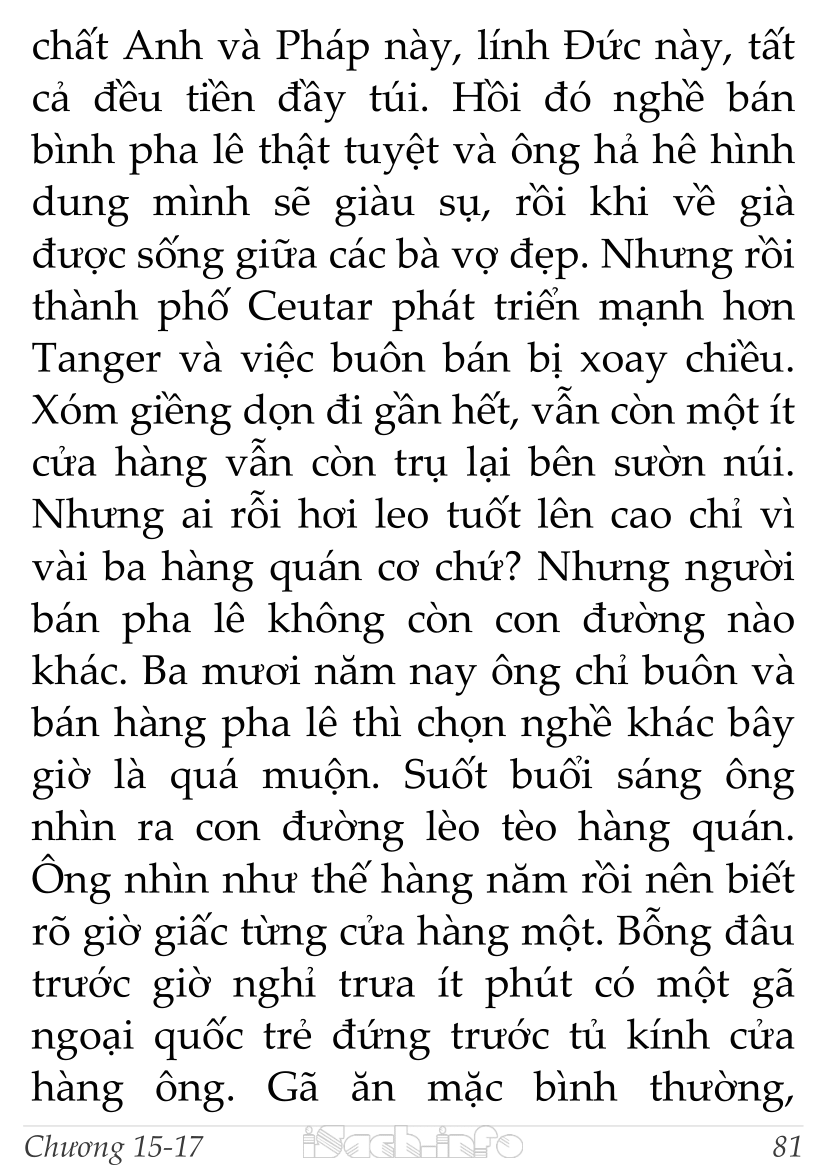 chất Anh và Pháp này, lính Đức này, tất
cả đều tiền đầy túi. Hồi đó nghề bán
bình pha lê thật tuyệt và ông hả hê hình
dung mình sẽ giàu sụ, rồi khi về già
được sống giữa các bà vợ đẹp. Nhưng rồi
thành phố Ceutar phát triển mạnh hơn
Tanger và việc buôn bán bị xoay chiều.
Xóm giềng dọn đi gần hết, vẫn còn một ít
cửa hàng vẫn còn trụ lại bên sườn núi.
Nhưng ai rỗi hơi leo tuốt lên cao chỉ vì
vài ba hàng quán cơ chứ? Nhưng người
bán pha lê không còn con đường nào
khác. Ba mươi năm nay ông chỉ buôn và
bán hàng pha lê thì chọn nghề khác bây
giờ là quá muộn. Suốt buổi sáng ông
nhìn ra con đường lèo tèo hàng quán.
Ông nhìn như thế hàng năm rồi nên biết
rõ giờ giấc từng cửa hàng một. Bỗng đâu
trước giờ nghỉ trưa ít phút có một gã
ngoại quốc trẻ đứng trước tủ kính cửa
hàng ông. Gã ăn mặc bình thường,
Chương 15-17 iSach.info 81